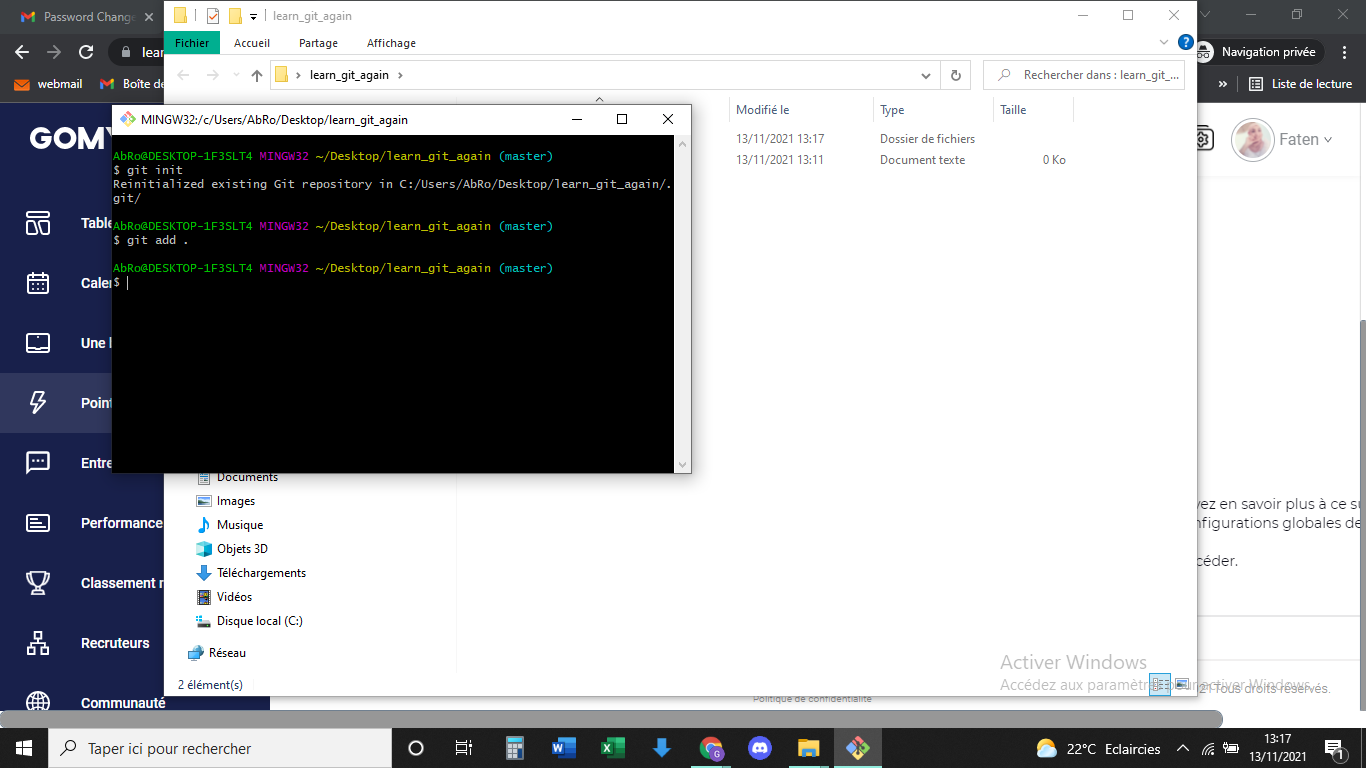 Password Change
learn_git_again
Fichier
Accueil
Partage
Affichage
lear
learn_git_again
Rechercher dans : learn_git_...
Navigation privée
webmail
Boîte de
Liste de lecture
MINGW32:/c/Users/AbRo/Desktop/learn_git_again
Modifié le
Type
Taille
13/11/2021 13:17
Dossier de fichiers
13/11/2021 13:11
Document texte
0 Ko
GOMY
Faten
AbRo@DESKTOP-1F3SLT4 MINGW32 ~/Desktop/learn_git_again (master)
$ git init
Reinitialized existing Git repository in C:/Users/AbRo/Desktop/learn_git_again/.
git/
AbRo@DESKTOP-1F3SLT4 MINGW32 ~/Desktop/learn_git_again (master)
$ git add .
AbRo@DESKTOP-1F3SLT4 MINGW32 ~/Desktop/learn_git_again (master)
$
Table
Caler
Une l
Point
Entre
Performance
Classement r
Recruteurs
Communauté
Documents
Images
Musique
Objets 3D
Téléchargements
Vidéos
Disque local (C:)
Réseau
2 élément(s)
vez en savoir plus à ce su
nfigurations globales de
céder.
Activer Windows
Accédez aux paramètres pour activer Windows.
21 Tous droits réservés.
Politique de confidentialité
Taper ici pour rechercher
22°C Eclaircies
13:17
13/11/2021
1